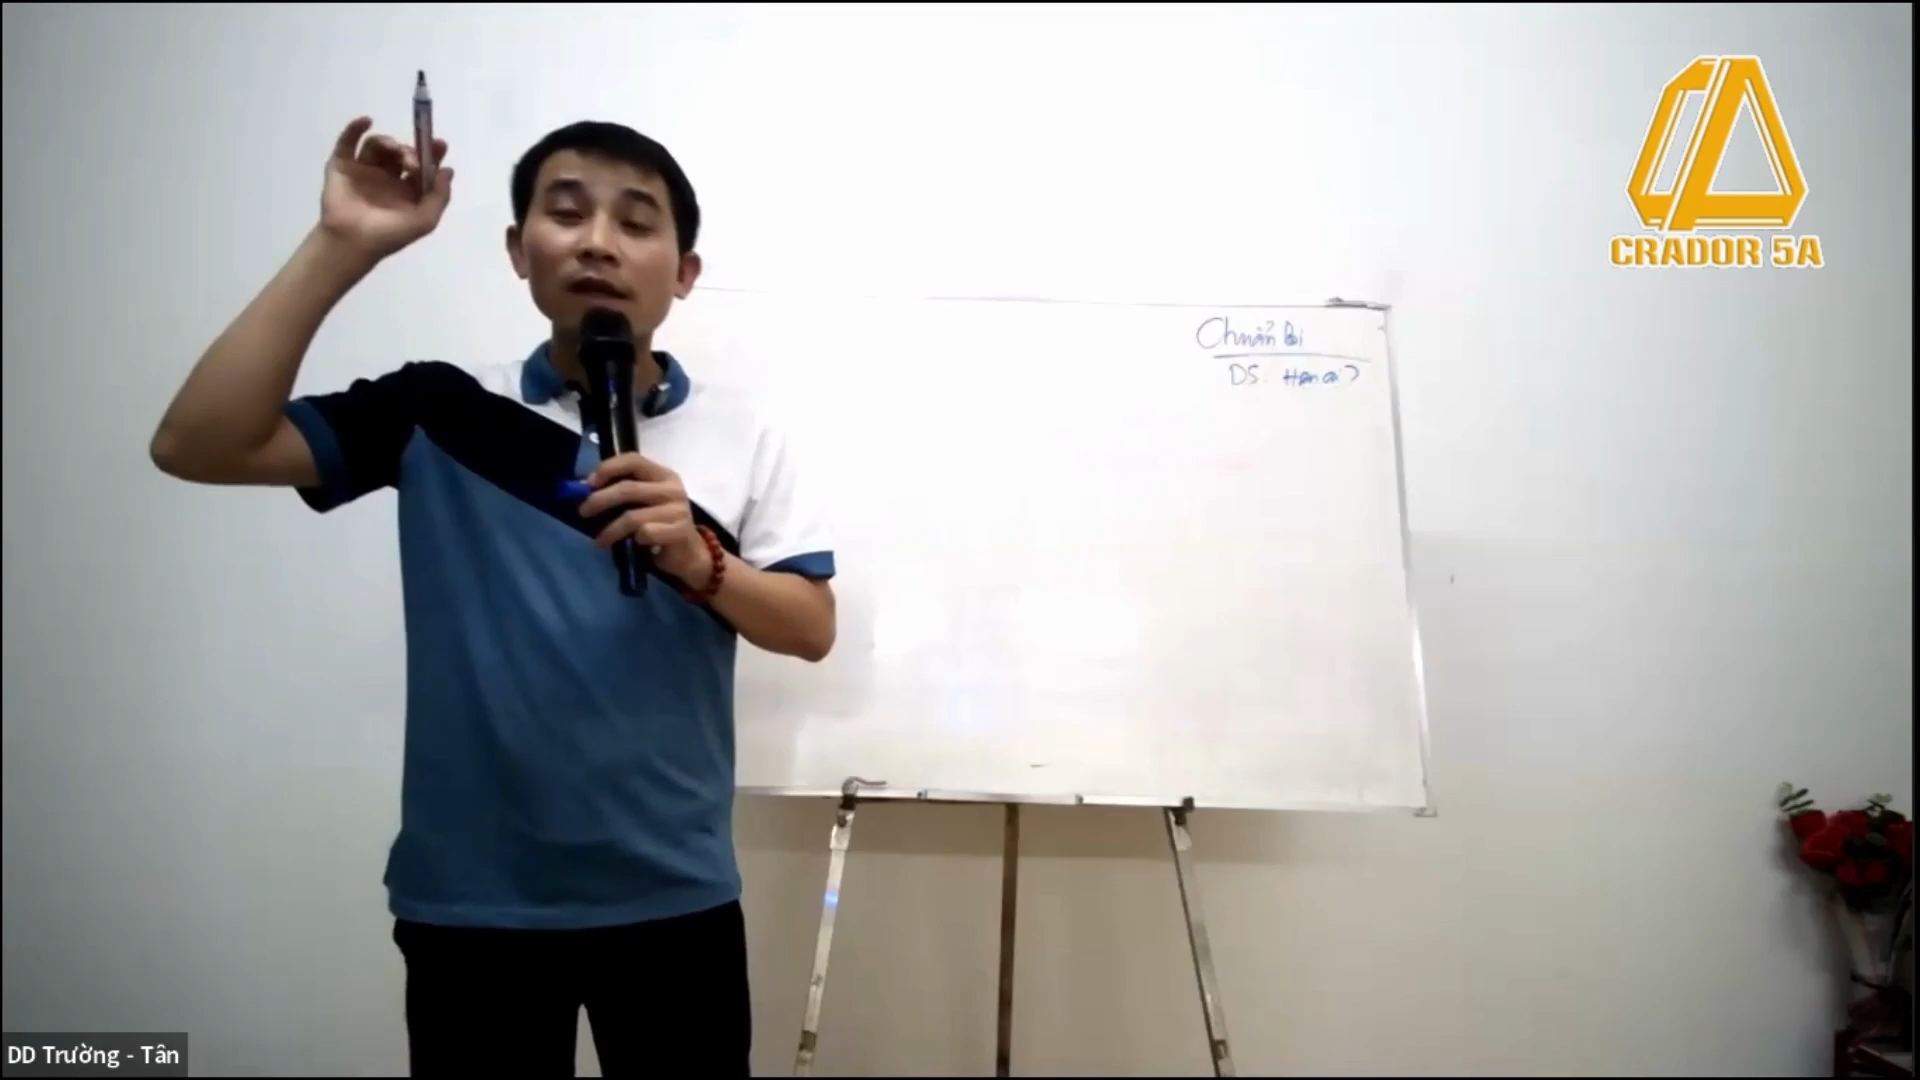 CRADOR 5A
Chuẩn bị
DS. Hẹn ai?
DD Trường - Tân